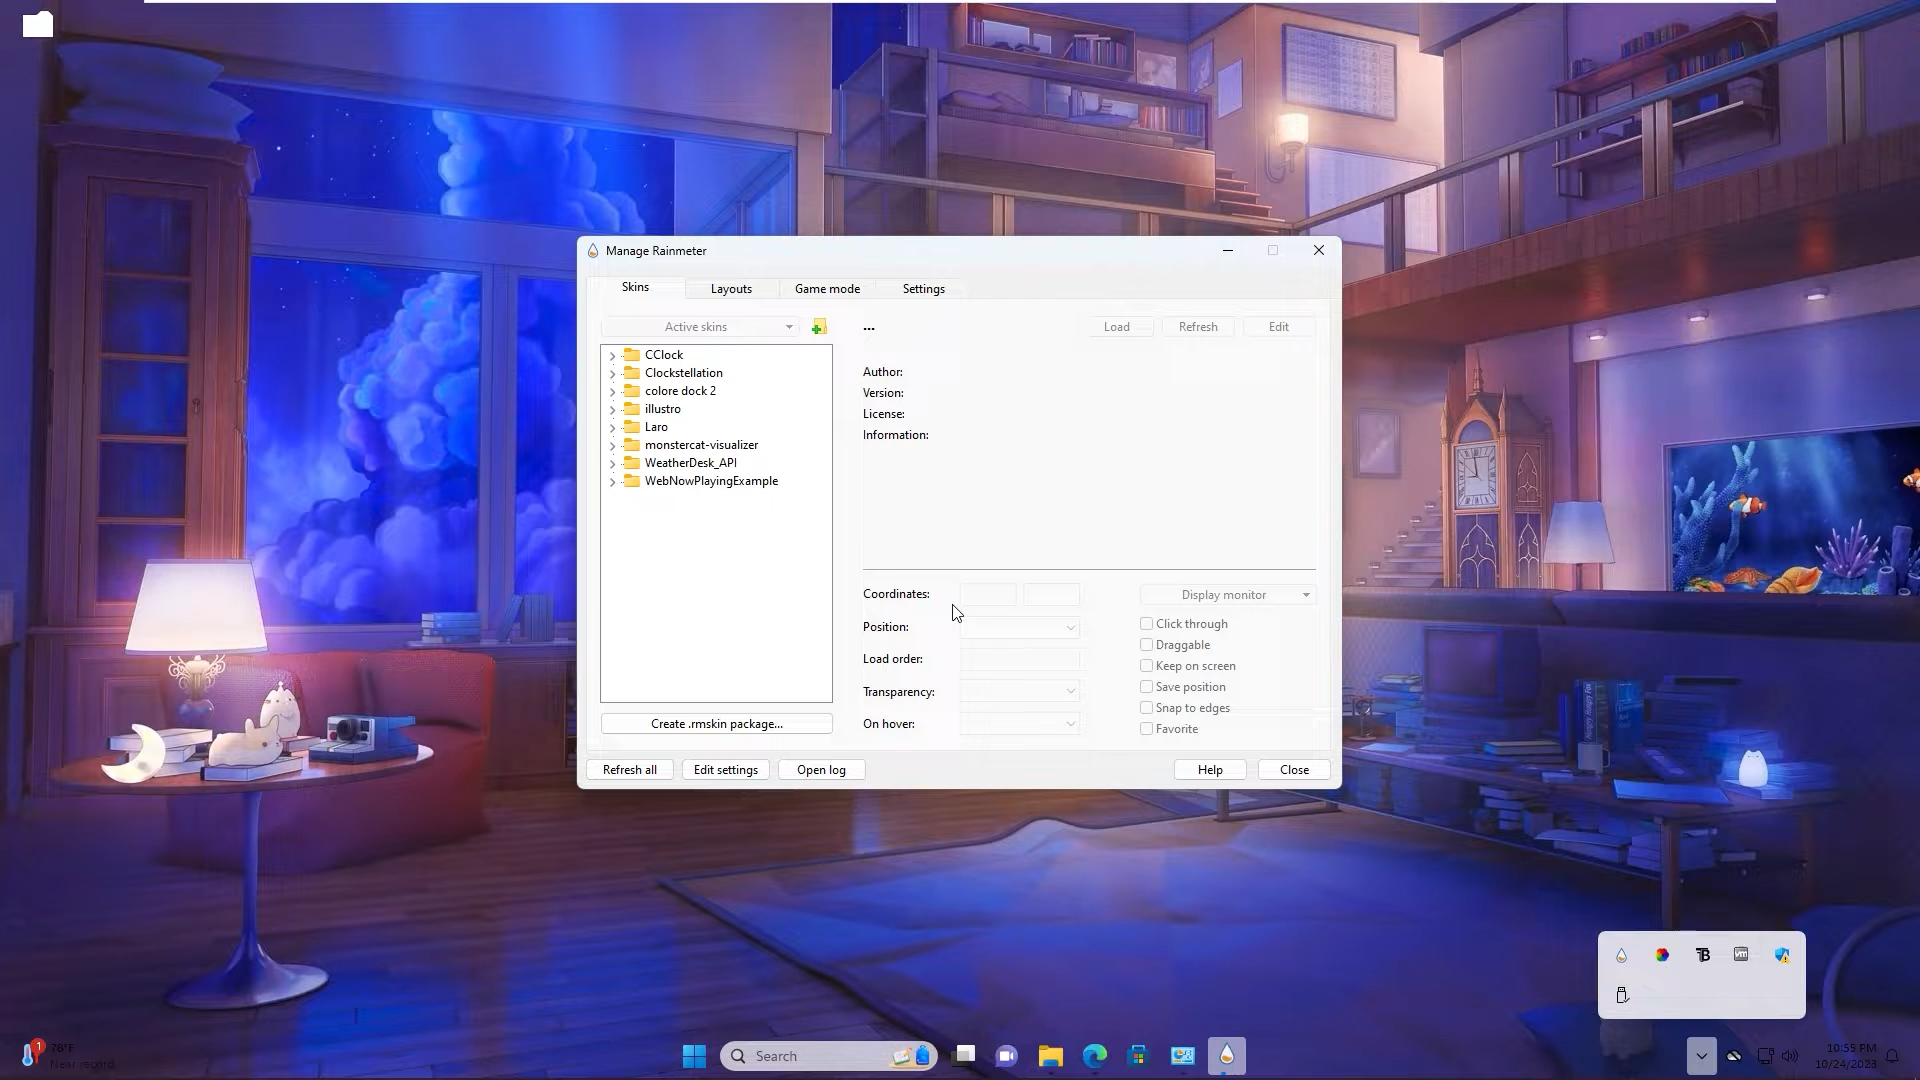 Manage Rainmeter
Skins
Layouts
Game mode
Settings
Active skins
...
Load
Refresh
Edit
CClock
Clockstellation
colore dock 2
illustro
Laro
monstercat-visualizer
WeatherDesk_API
WebNowPlayingExample
Author:
Version:
License:
Information:
Coordinates:
Display monitor
Position:
Click through
Draggable
Load order:
Keep on screen
Transparency:
Save position
Snap to edges
On hover:
Favorite
Create .rmskin package...
Refresh all
Edit settings
Open log
Help
Close
1
78°F
Near record
Search
10:55 PM
10/24/2023